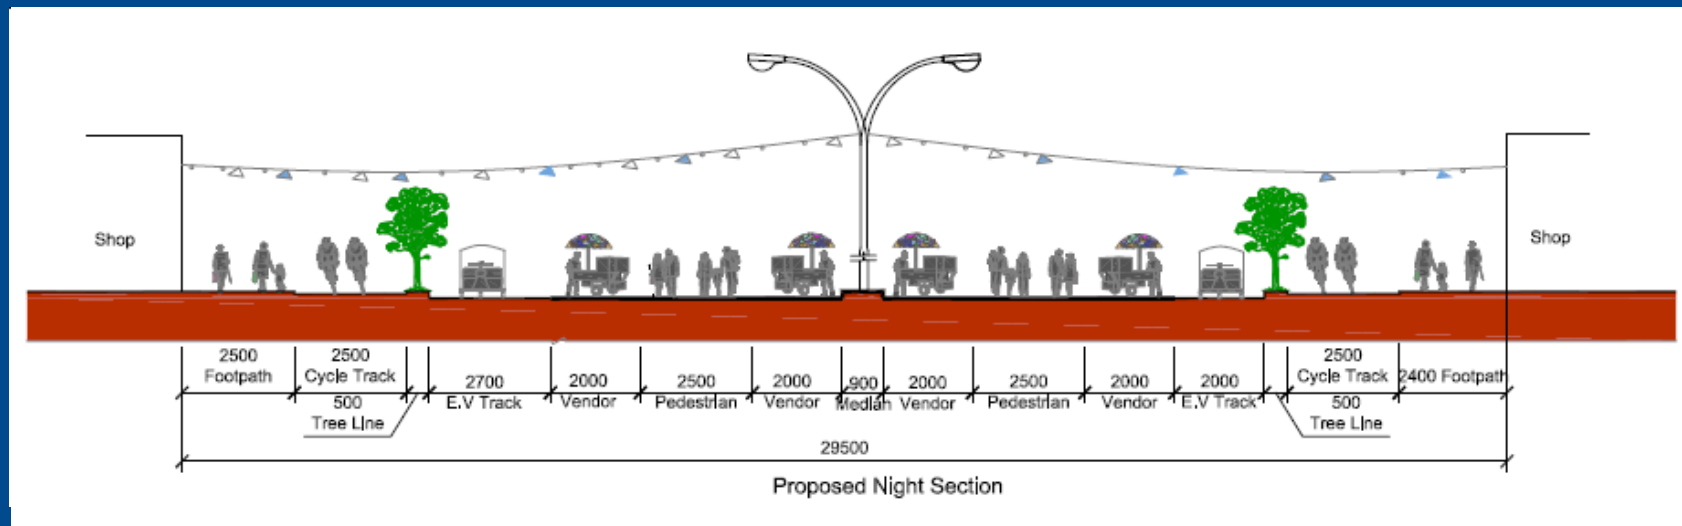 Shop
Shop
2500
Footpath
2500
Cycle Track
500
Tree Line
2700
E.V Track
2000
Vendor
2500
Pedestrian
2000
Vendor
900
Median
2000
Vendor
2500
Pedestrian
2000
Vendor
2000
E.V Track
2500
Cycle Track
500
Tree Line
2400 Footpath
29500
Proposed Night Section